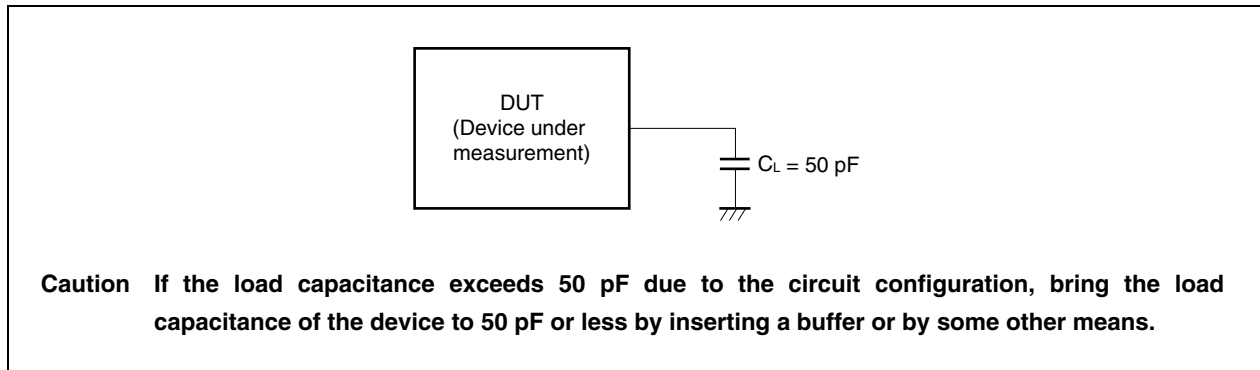 DUT
(Device under
measurement)
CL = 50 pF
Caution If the load capacitance exceeds 50 pF due to the circuit configuration, bring the load
capacitance of the device to 50 pF or less by inserting a buffer or by some other means.